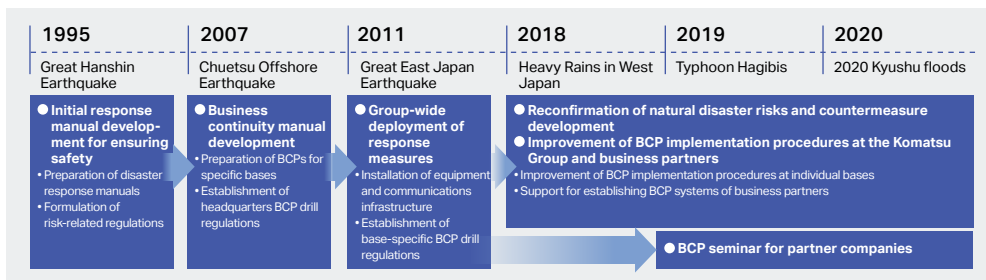 1995
Great Hanshin
Earthquake
● Initial response
manual develop-
ment for ensuring
safety
• Preparation of disaster
response manuals
• Formulation of
risk-related regulations
2007
Chuetsu Offshore
Earthquake
● Business
continuity manual
development
• Preparation of BCPs for
specific bases
• Establishment of
headquarters BCP drill
regulations
2011
Great East Japan
Earthquake
● Group-wide
deployment of
response
measures
• Installation of equipment
and communications
infrastructure
• Establishment of
base-specific BCP drill
regulations
2018
Heavy Rains in West
Japan
2019
Typhoon Hagibis
2020
2020 Kyushu floods
● Reconfirmation of natural disaster risks and countermeasure
development
● Improvement of BCP implementation procedures at the Komatsu
Group and business partners
• Improvement of BCP implementation procedures at individual bases
• Support for establishing BCP systems of business partners
● BCP seminar for partner companies